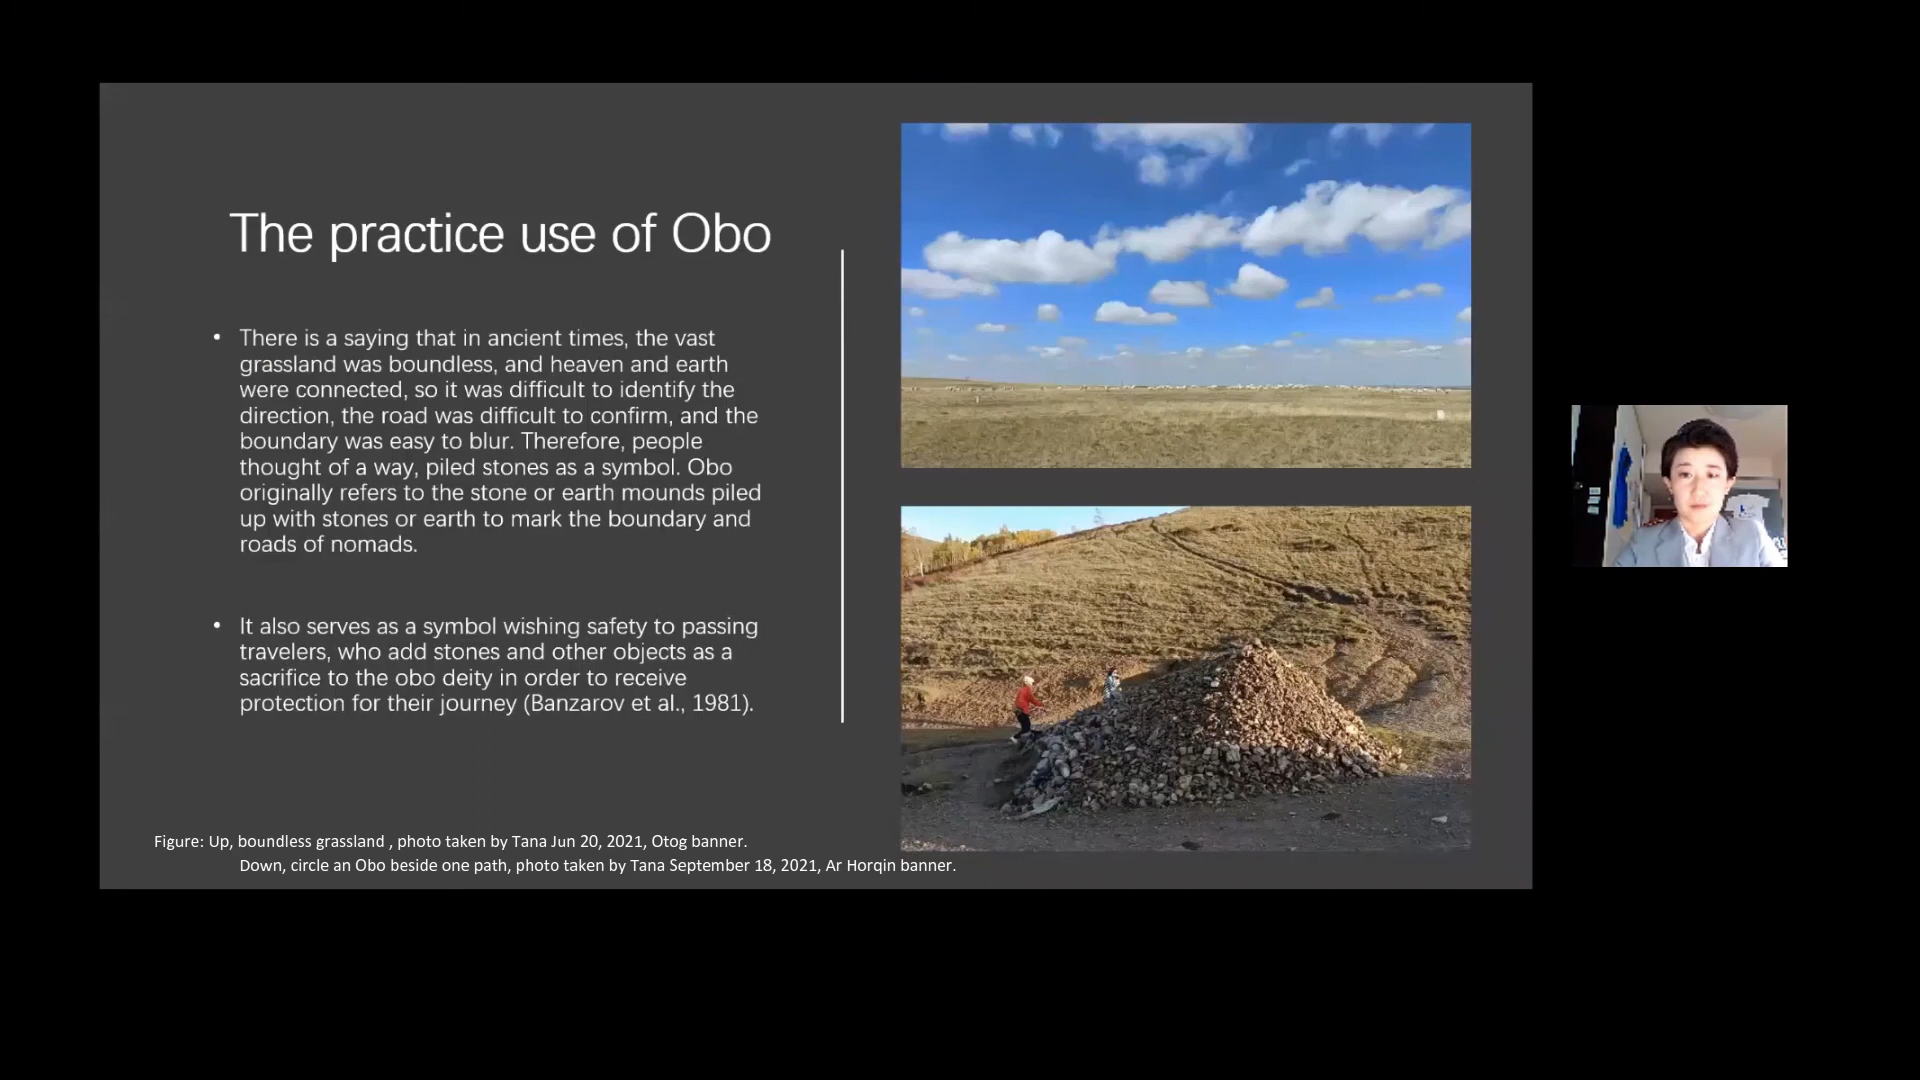 The practice use of Obo
• There is a saying that in ancient times, the vast
grassland was boundless, and heaven and earth
were connected, so it was difficult to identify the
direction, the road was difficult to confirm, and the
boundary was easy to blur. Therefore, people
thought of a way, piled stones as a symbol. Obo
originally refers to the stone or earth mounds piled
up with stones or earth to mark the boundary and
roads of nomads.
• It also serves as a symbol wishing safety to passing
travelers, who add stones and other objects as a
sacrifice to the obo deity in order to receive
protection for their journey (Banzarov et al., 1981).
Figure: Up, boundless grassland , photo taken by Tana Jun 20, 2021, Otog banner.
Down, circle an Obo beside one path, photo taken by Tana September 18, 2021, Ar Horqin banner.